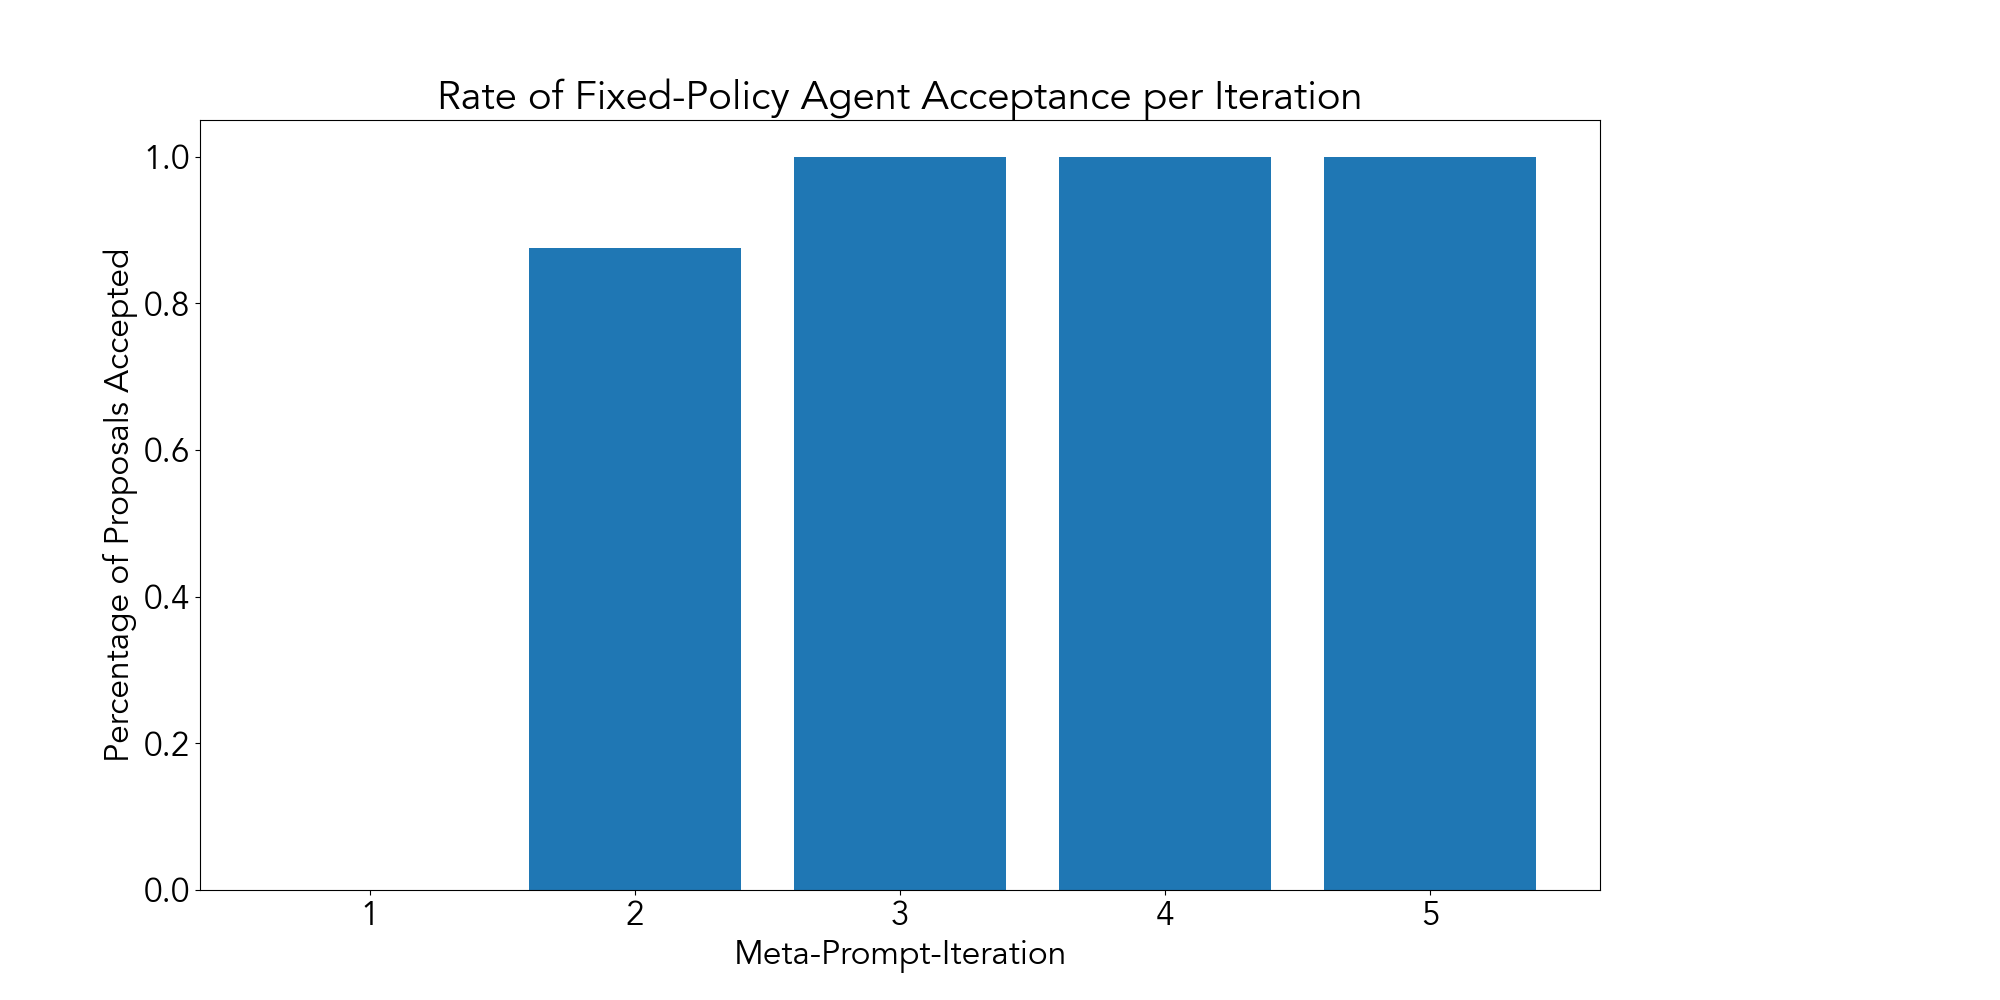 Rate of Fixed-Policy Agent Acceptance per Iteration
Percentage of Proposals Accepted
1.0
0.8
0.6
0.4
0.2
0.0
1 2 3 4 5
Meta-Prompt-Iteration